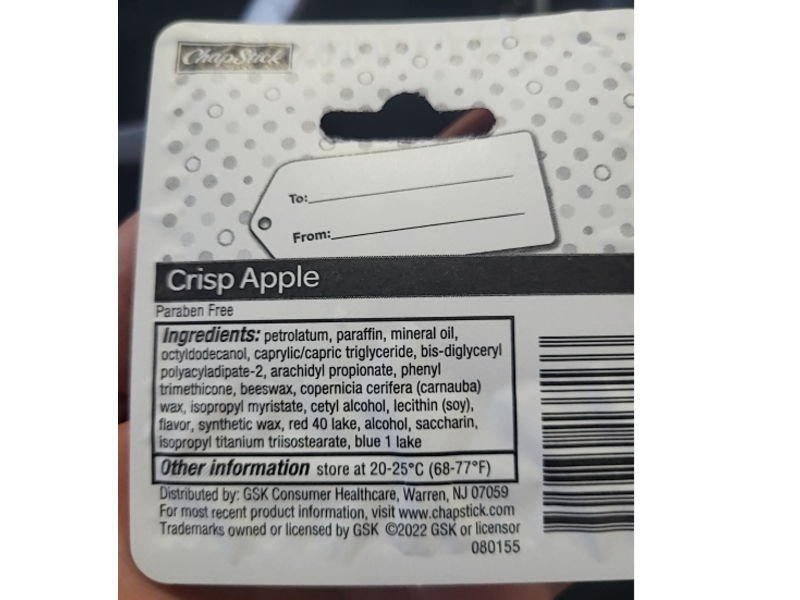 ChapStick
To:
From:
Crisp Apple
Paraben Free
Ingredients: petrolatum, paraffin, mineral oil,
octyldodecanol, caprylic/capric triglyceride, bis-diglyceryl
polyacyladipate-2, arachidyl propionate, phenyl
trimethicone, beeswax, copernicia cerifera (carnauba)
wax, isopropyl myristate, cetyl alcohol, lecithin (soy),
flavor, synthetic wax, red 40 lake, alcohol, saccharin,
isopropyl titanium triisostearate, blue 1 lake
Other information store at 20-25°C (68-77°F)
Distributed by: GSK Consumer Healthcare, Warren, NJ 07059
For most recent product information, visit www.chapstick.com
Trademarks owned or licensed by GSK ©2022 GSK or licensor
080155